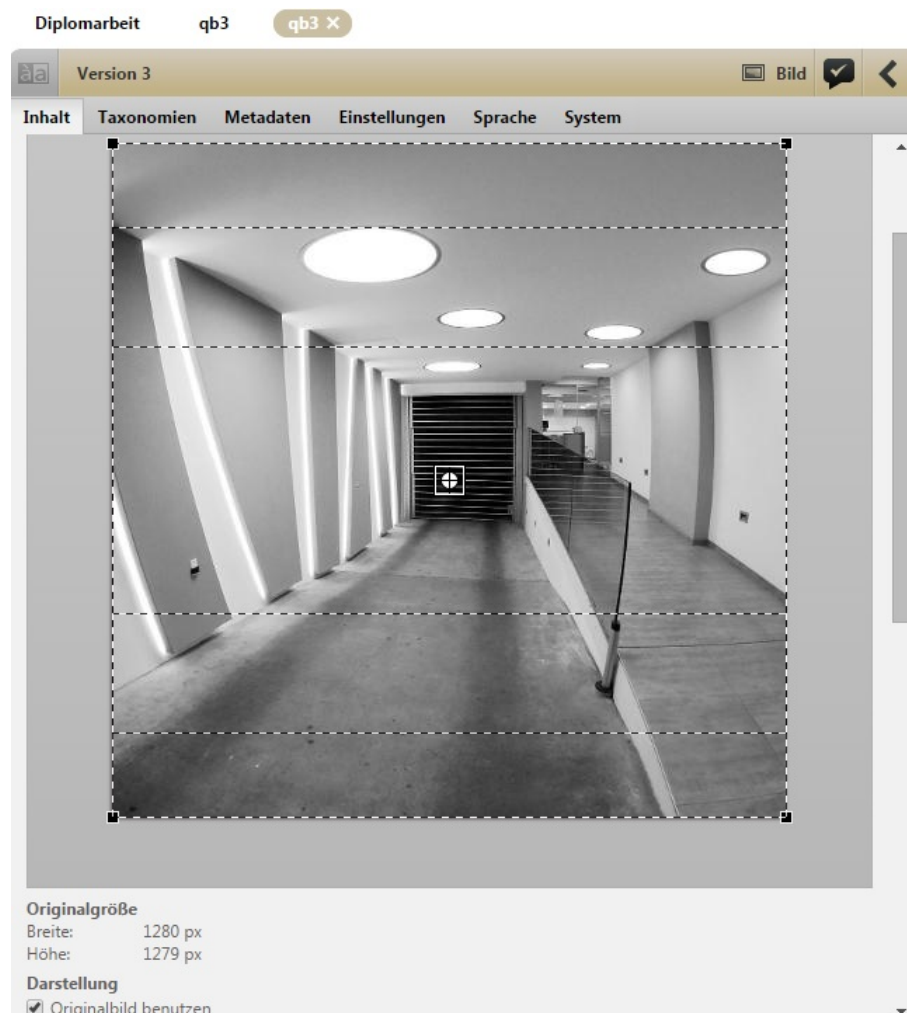 Diplomarbeit qb3 qb3
àa Version 3 Bild
Inhalt Taxonomien Metadaten Einstellungen Sprache System
Originalgröße
Breite: 1280 px
Höhe: 1279 px
Darstellung
Originalbild benutzen